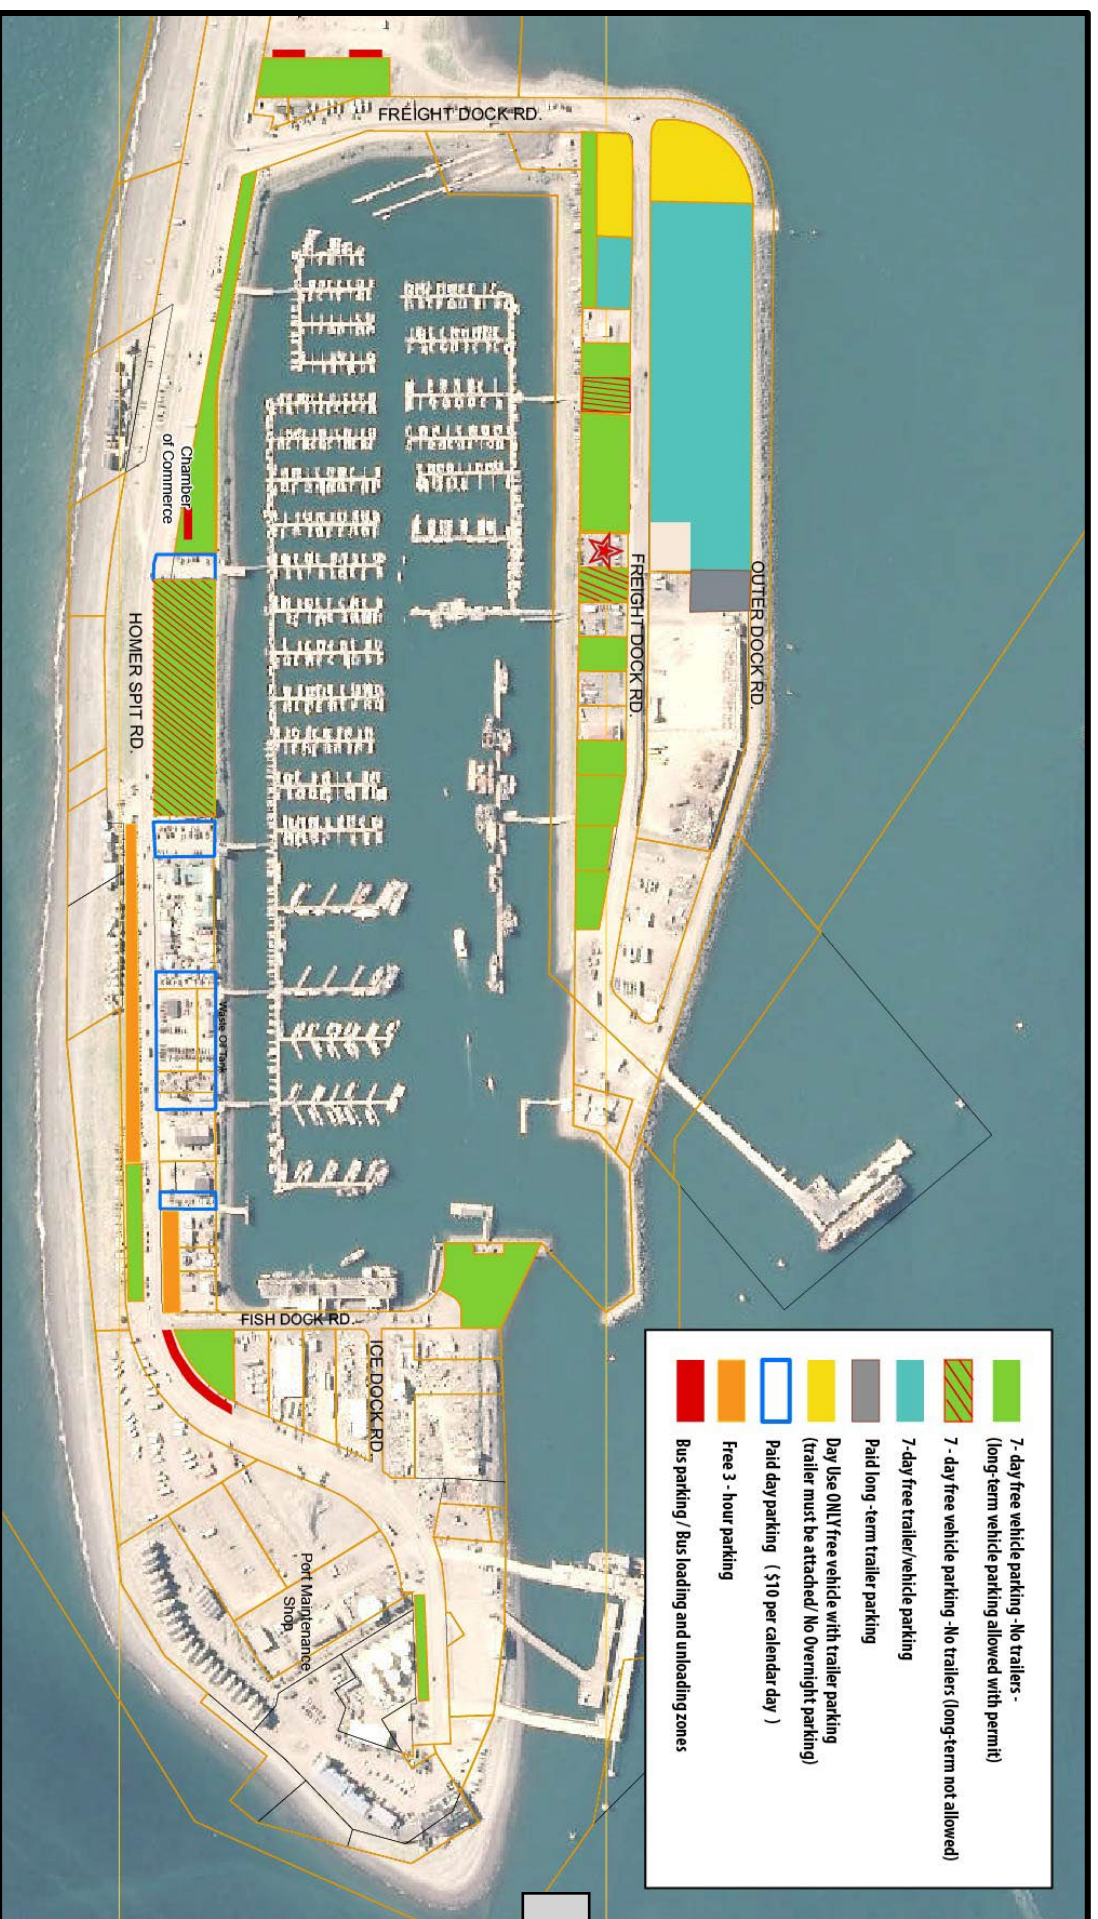 FREIGHT DOCK RD.
OUTER DOCK RD.
FREIGHT DOCK RD.
Chamber
of Commerce
HOMER SPIT RD.
Waste Oil Tank
FISH DOCK RD.
ICE DOCK RD.
Port Maintenance
Shop
7- day free vehicle parking -No trailers -
(long-term vehicle parking allowed with permit)
7 - day free vehicle parking -No trailers (long-term not allowed)
7-day free trailer/vehicle parking
Paid long -term trailer parking
Day Use ONLY free vehicle with trailer parking
(trailer must be attached/ No Overnight parking)
Paid day parking ( $10 per calendar day )
Free 3 - hour parking
Bus parking / Bus loading and unloading zones